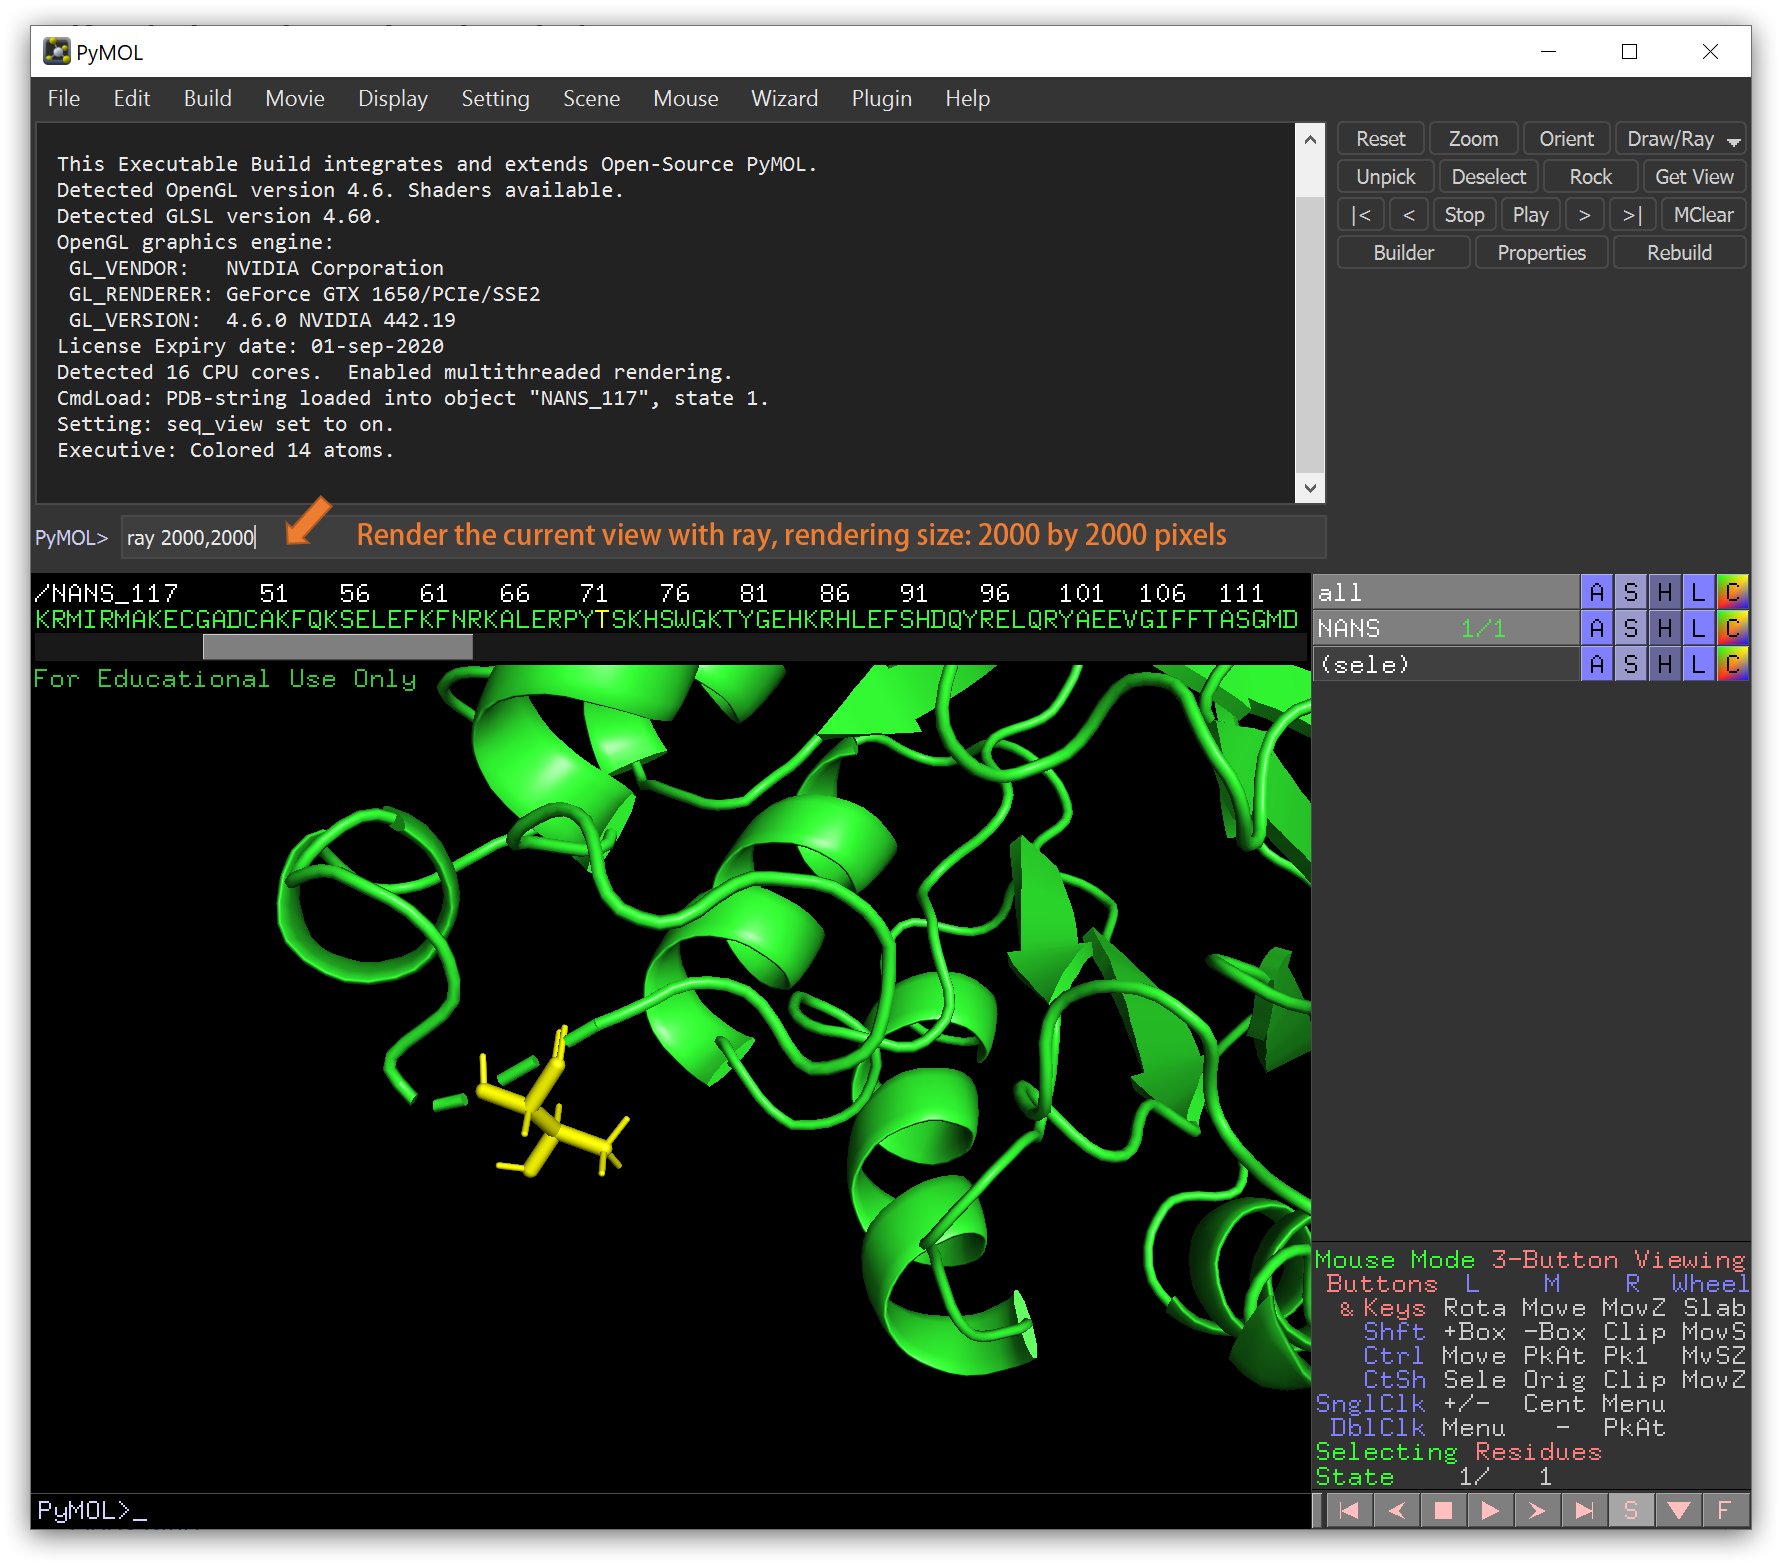 PyMOL
File Edit Build Movie Display Setting Scene Mouse Wizard Plugin Help
This Executable Build integrates and extends Open-Source PyMOL.
Detected OpenGL version 4.6. Shaders available.
Detected GLSL version 4.60.
OpenGL graphics engine:
GL_VENDOR: NVIDIA Corporation
GL_RENDERER: GeForce GTX 1650/PCIe/SSE2
GL_VERSION: 4.6.0 NVIDIA 442.19
License Expiry date: 01-sep-2020
Detected 16 CPU cores. Enabled multithreaded rendering.
CmdLoad: PDB-string loaded into object "NANS_117", state 1.
Setting: seq_view set to on.
Executive: Colored 14 atoms.
Reset Zoom Orient Draw/Ray
Unpick Deselect Rock Get View
|< < Stop Play > >| MClear
Builder Properties Rebuild
PyMOL> ray 2000,2000
Render the current view with ray, rendering size: 2000 by 2000 pixels
/NANS_117 51 56 61 66 71 76 81 86 91 96 101 106 111
KRMIRMAKECGADCAKFQKSELEFKFNRKALERPYTSKHSWGKTYGEHKRHLEFSHDQYRELQRYAEEVGIFFTASGMD
all A S H L C
NANS 1/1 A S H L C
(sele) A S H L C
For Educational Use Only
Mouse Mode 3-Button Viewing
Buttons L M R Wheel
& Keys Rota Move MovZ Slab
Shft +Box -Box Clip MovS
Ctrl Move PkAt Pk1 MvSZ
CtSh Sele Orig Clip MovZ
SnglClk +/- Cent Menu
DblClk Menu - PkAt
Selecting Residues
State 1/ 1
PyMOL>_
S F